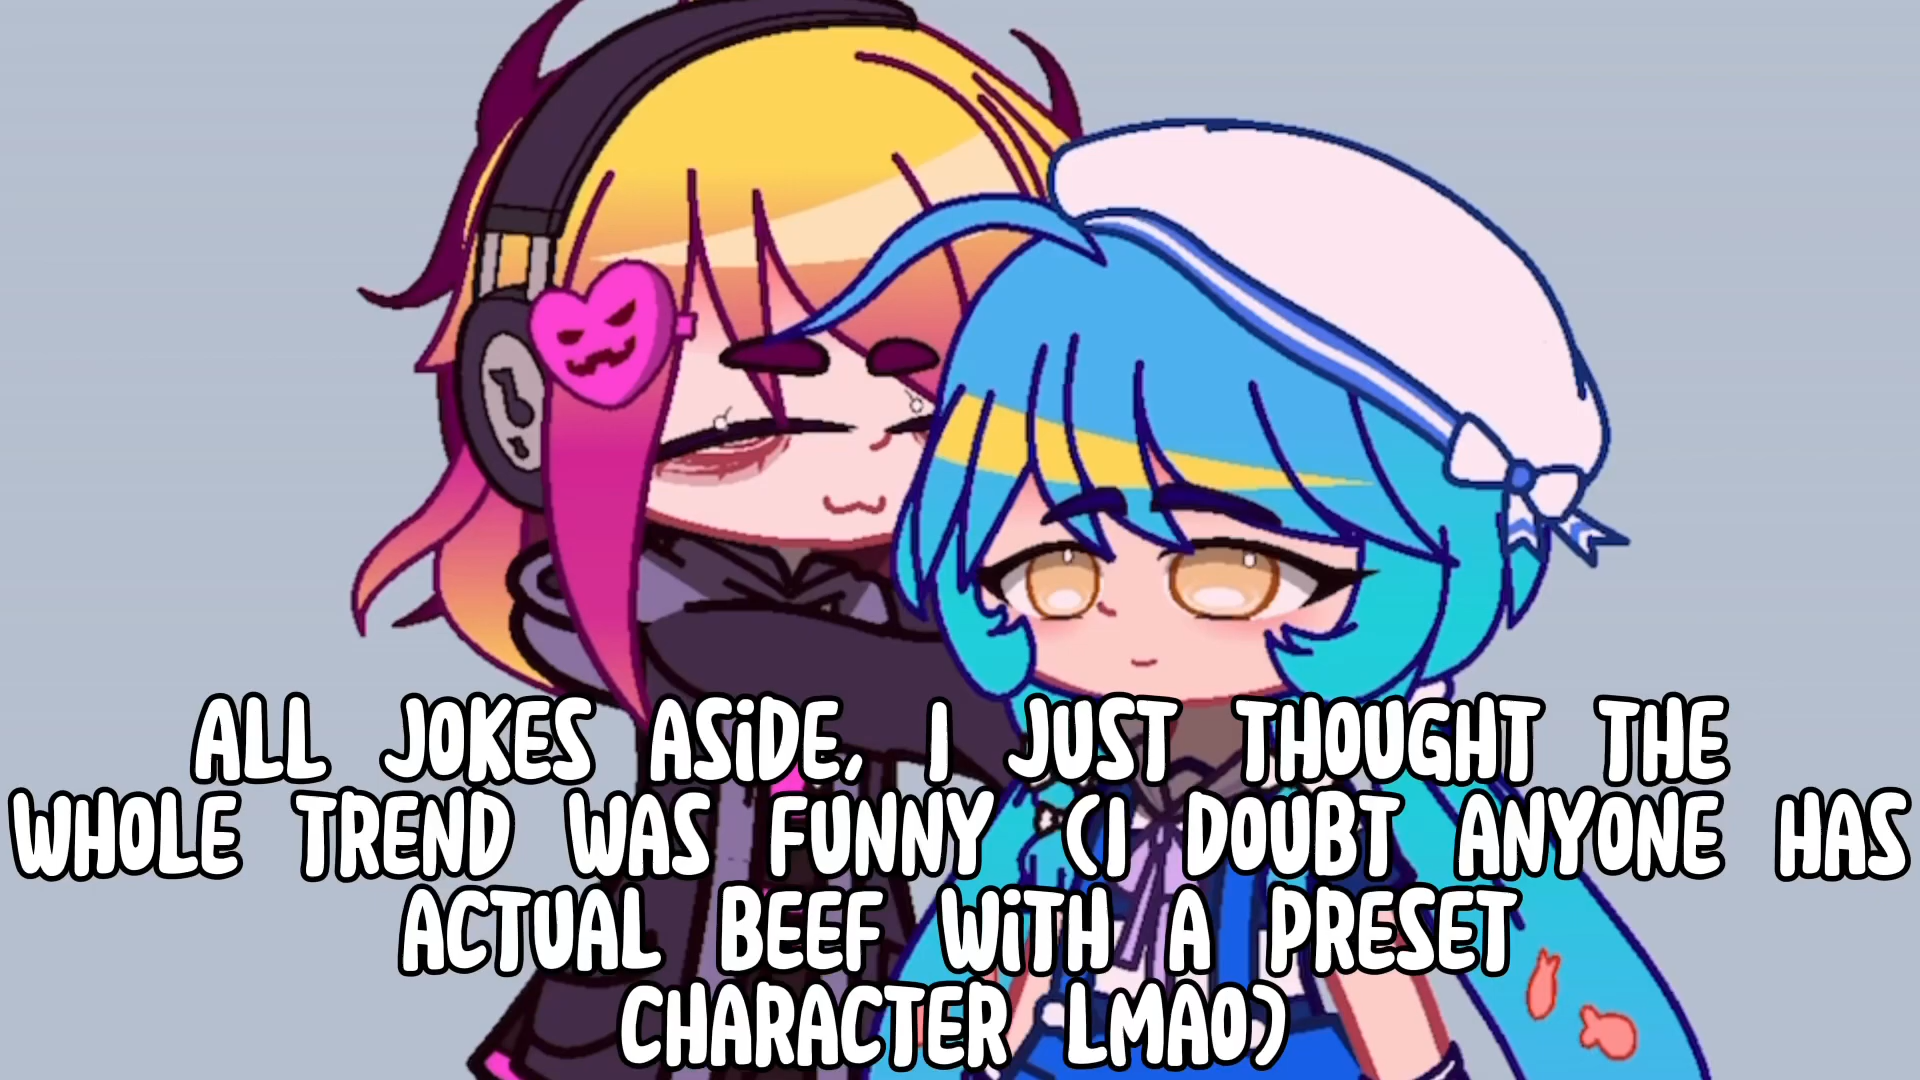 ALL JOKES ASiDE, I JUST THOUGHT THE
WHOLE TREND WAS FUNNY (I DOUBT ANYONE HAS
ACTUAL BEEF WiTH A PRESET
CHARACTER LMAO)